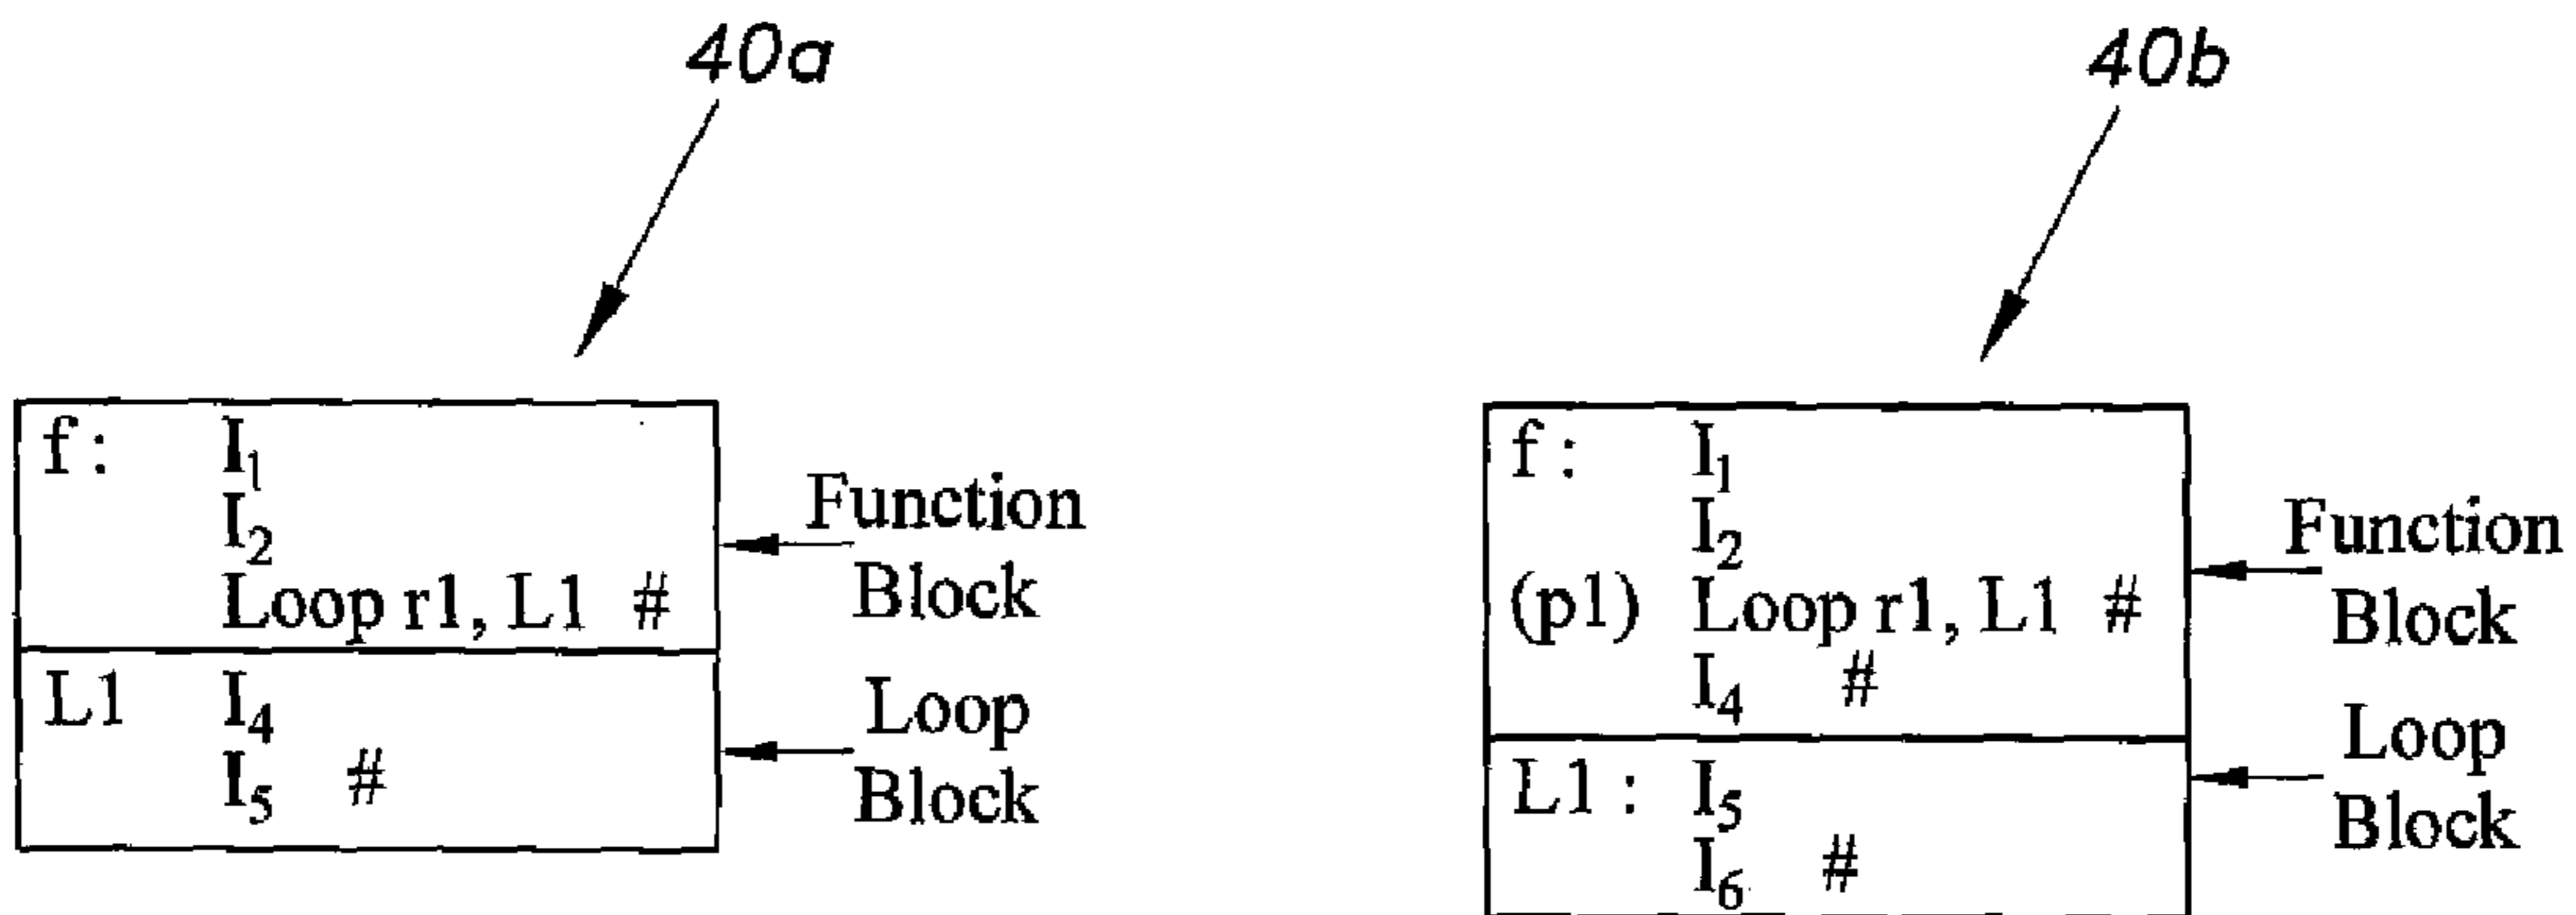 40a
f: I₁
I₂
Loop r1, L1 #
L1 I₄
I₅ #
Function
Block
Loop
Block
40b
f: I₁
I₂
(p1) Loop r1, L1 #
I₄ #
L1: I₅
I₆ #
Function
Block
Loop
Block